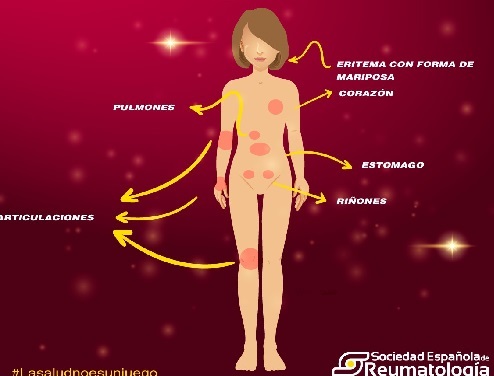 ERITEMA CON FORMA DE
MARIPOSA
CORAZÓN
PULMONES
ESTOMAGO
RIÑONES
ARTICULACIONES
#Lasaludnoesunjuego
Sociedad Española de
Reumatología